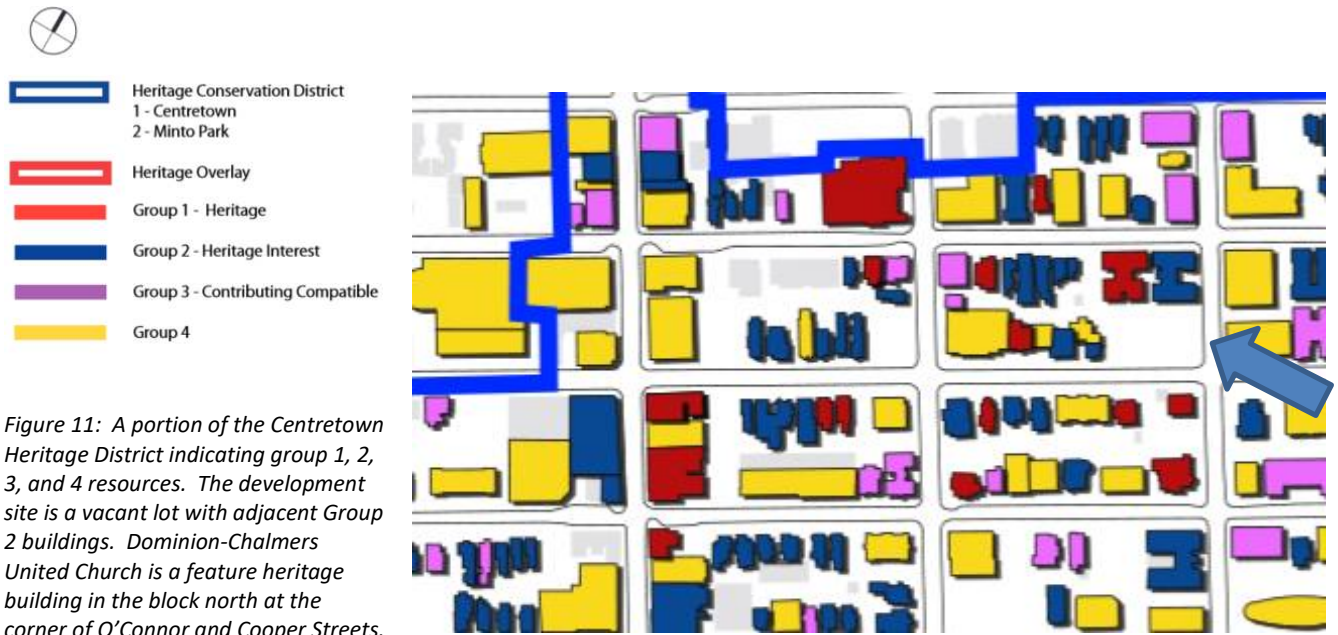 Heritage Conservation District
1 - Centretown
2 - Minto Park
Heritage Overlay
Group 1 - Heritage
Group 2 - Heritage Interest
Group 3 - Contributing Compatible
Group 4
Figure 11: A portion of the Centretown
Heritage District indicating group 1, 2,
3, and 4 resources. The development
site is a vacant lot with adjacent Group
2 buildings. Dominion-Chalmers
United Church is a feature heritage
building in the block north at the
corner of O'Connor and Cooper Streets.